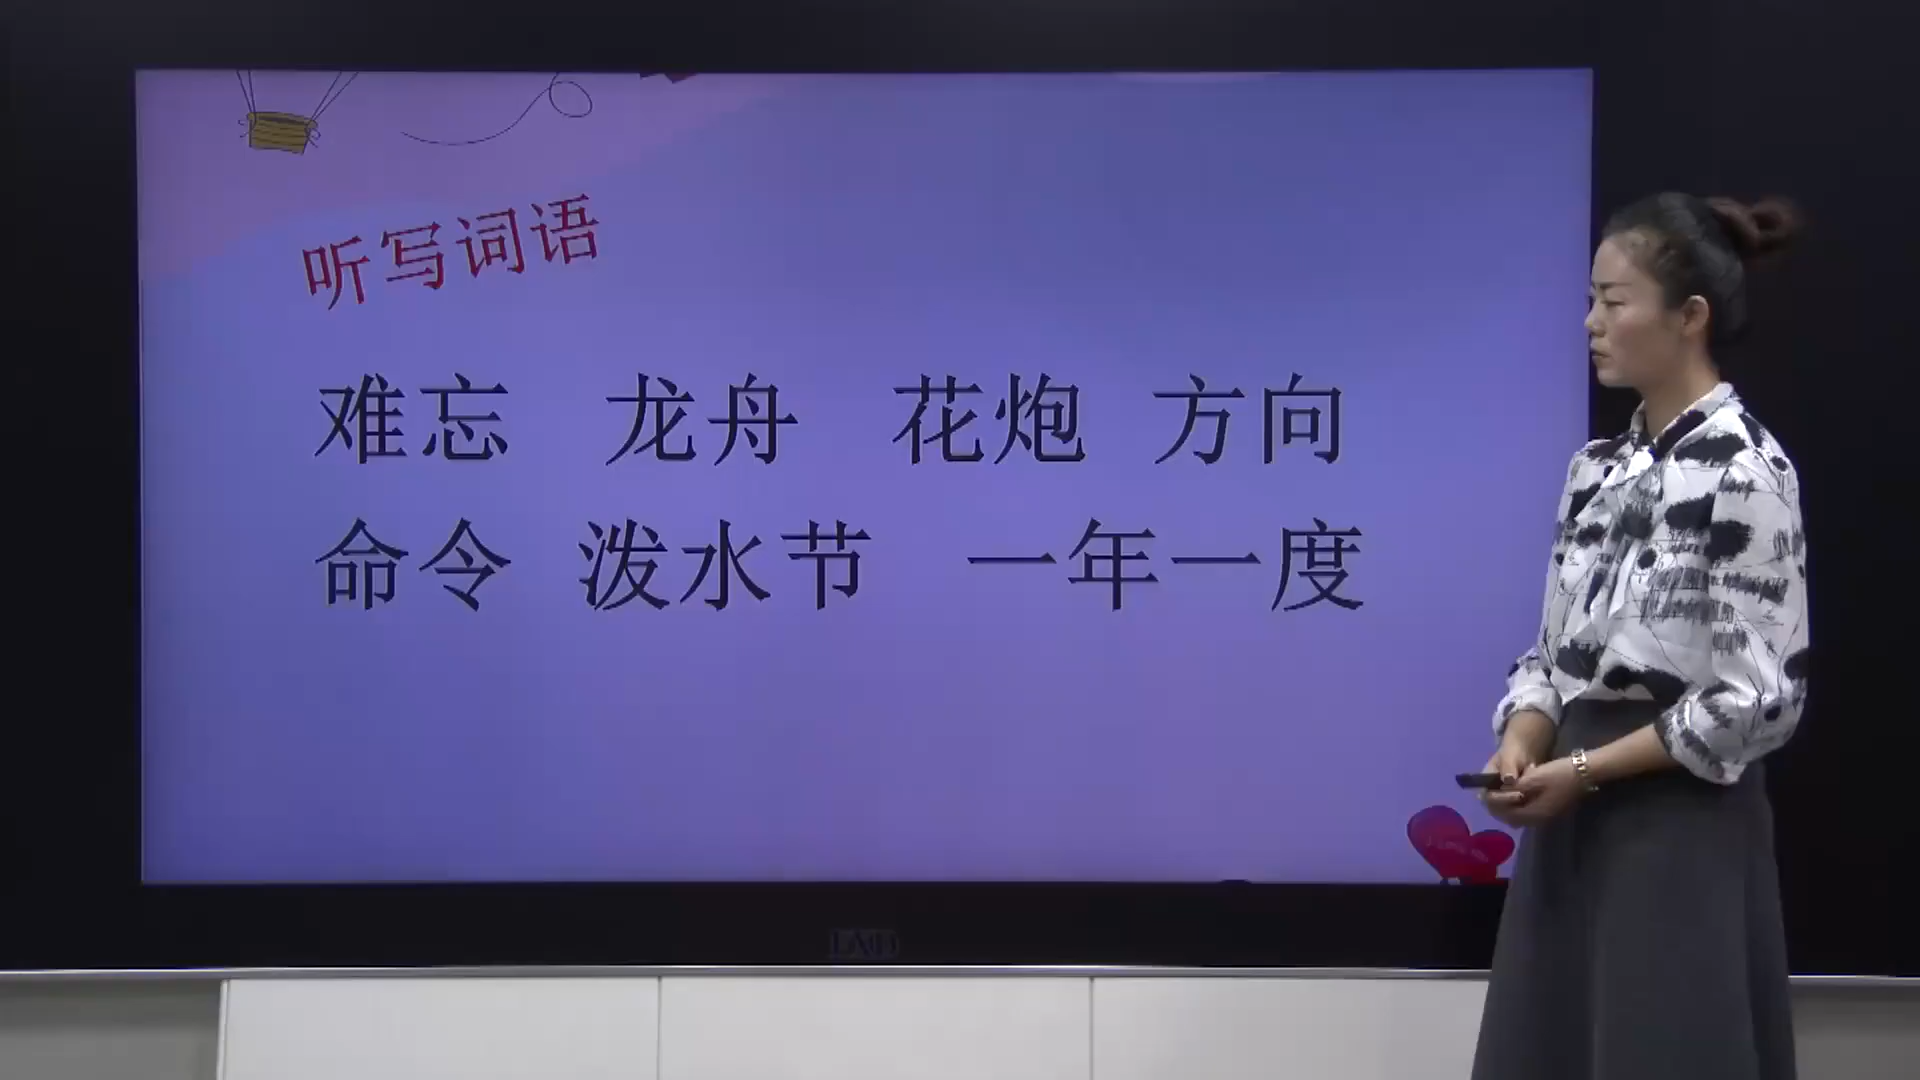 听写词语
难忘 龙舟 花炮 方向
命令 泼水节 一年一度